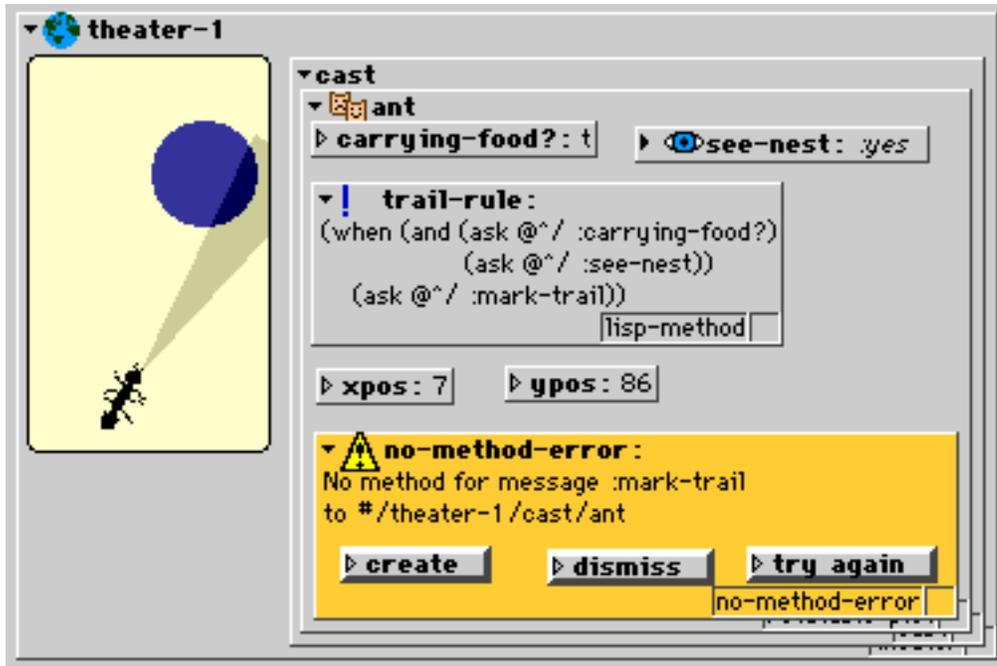 theater-1
cast
ant
carrying-food?: t
see-nest: :yes
! trail-rule:
(when (and (ask @^/ :carrying-food?)
(ask @^/ :see-nest))
(ask @^/ :mark-trail))
lisp-method
xpos: 7
ypos: 86
no-method-error:
No method for message :mark-trail
to #/theater-1/cast/ant
create
dismiss
try again
no-method-error